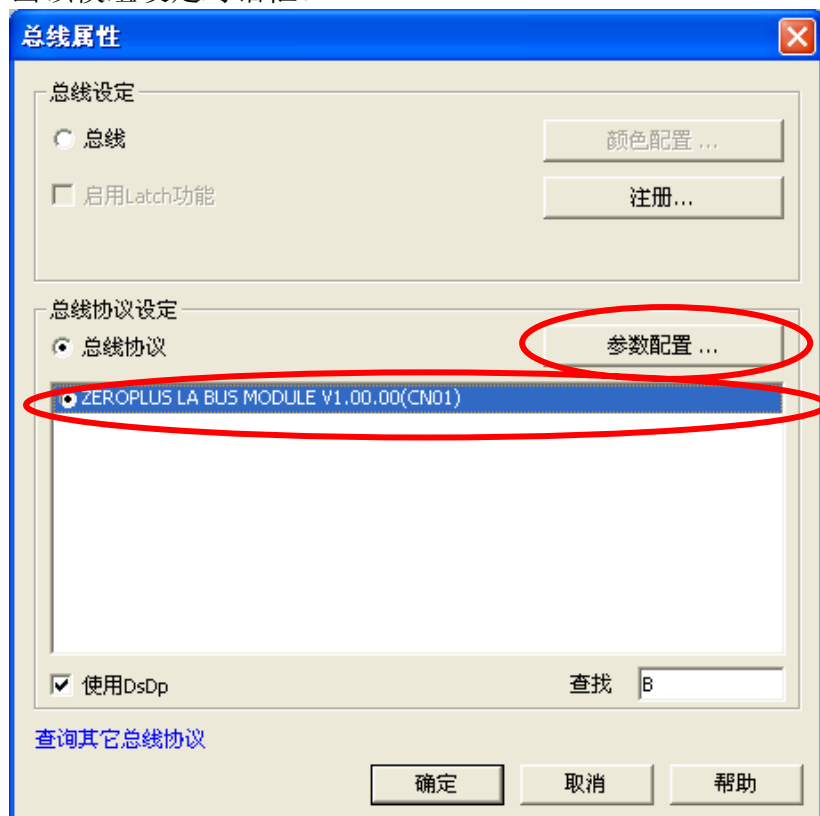 总线属性
总线设定
总线
颜色配置 ...
启用Latch功能
注册...
总线协议设定
总线协议
参数配置 ...
ZEROPLUS LA BUS MODULE V1.00.00(CN01)
使用DsDp
查找 B
查询其它总线协议
确定 取消 帮助